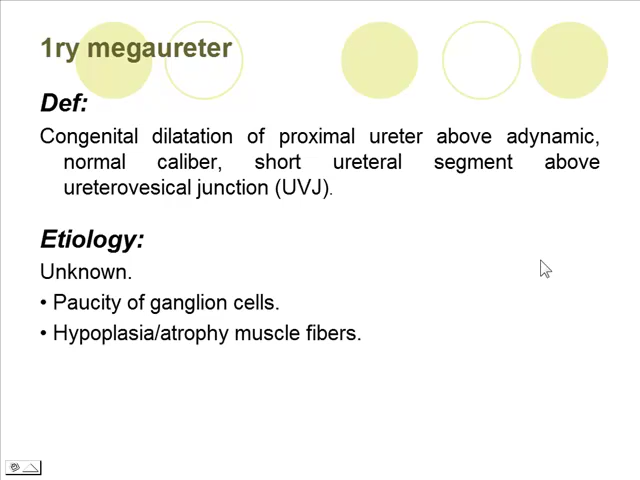 1ry megaureter
Def:
Congenital dilatation of proximal ureter above adynamic,
normal caliber, short ureteral segment above
ureterovesical junction (UVJ).
Etiology:
Unknown.
• Paucity of ganglion cells.
• Hypoplasia/atrophy muscle fibers.